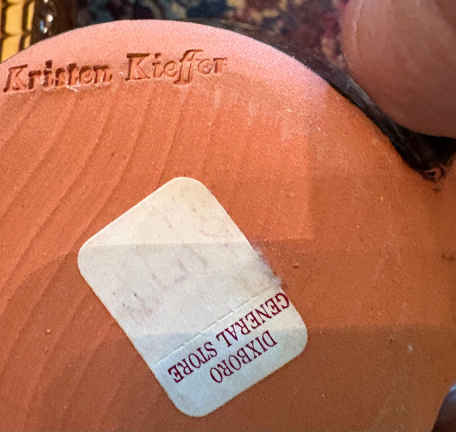 Kristen Kieffer
DIXBORO
GENERAL STORE